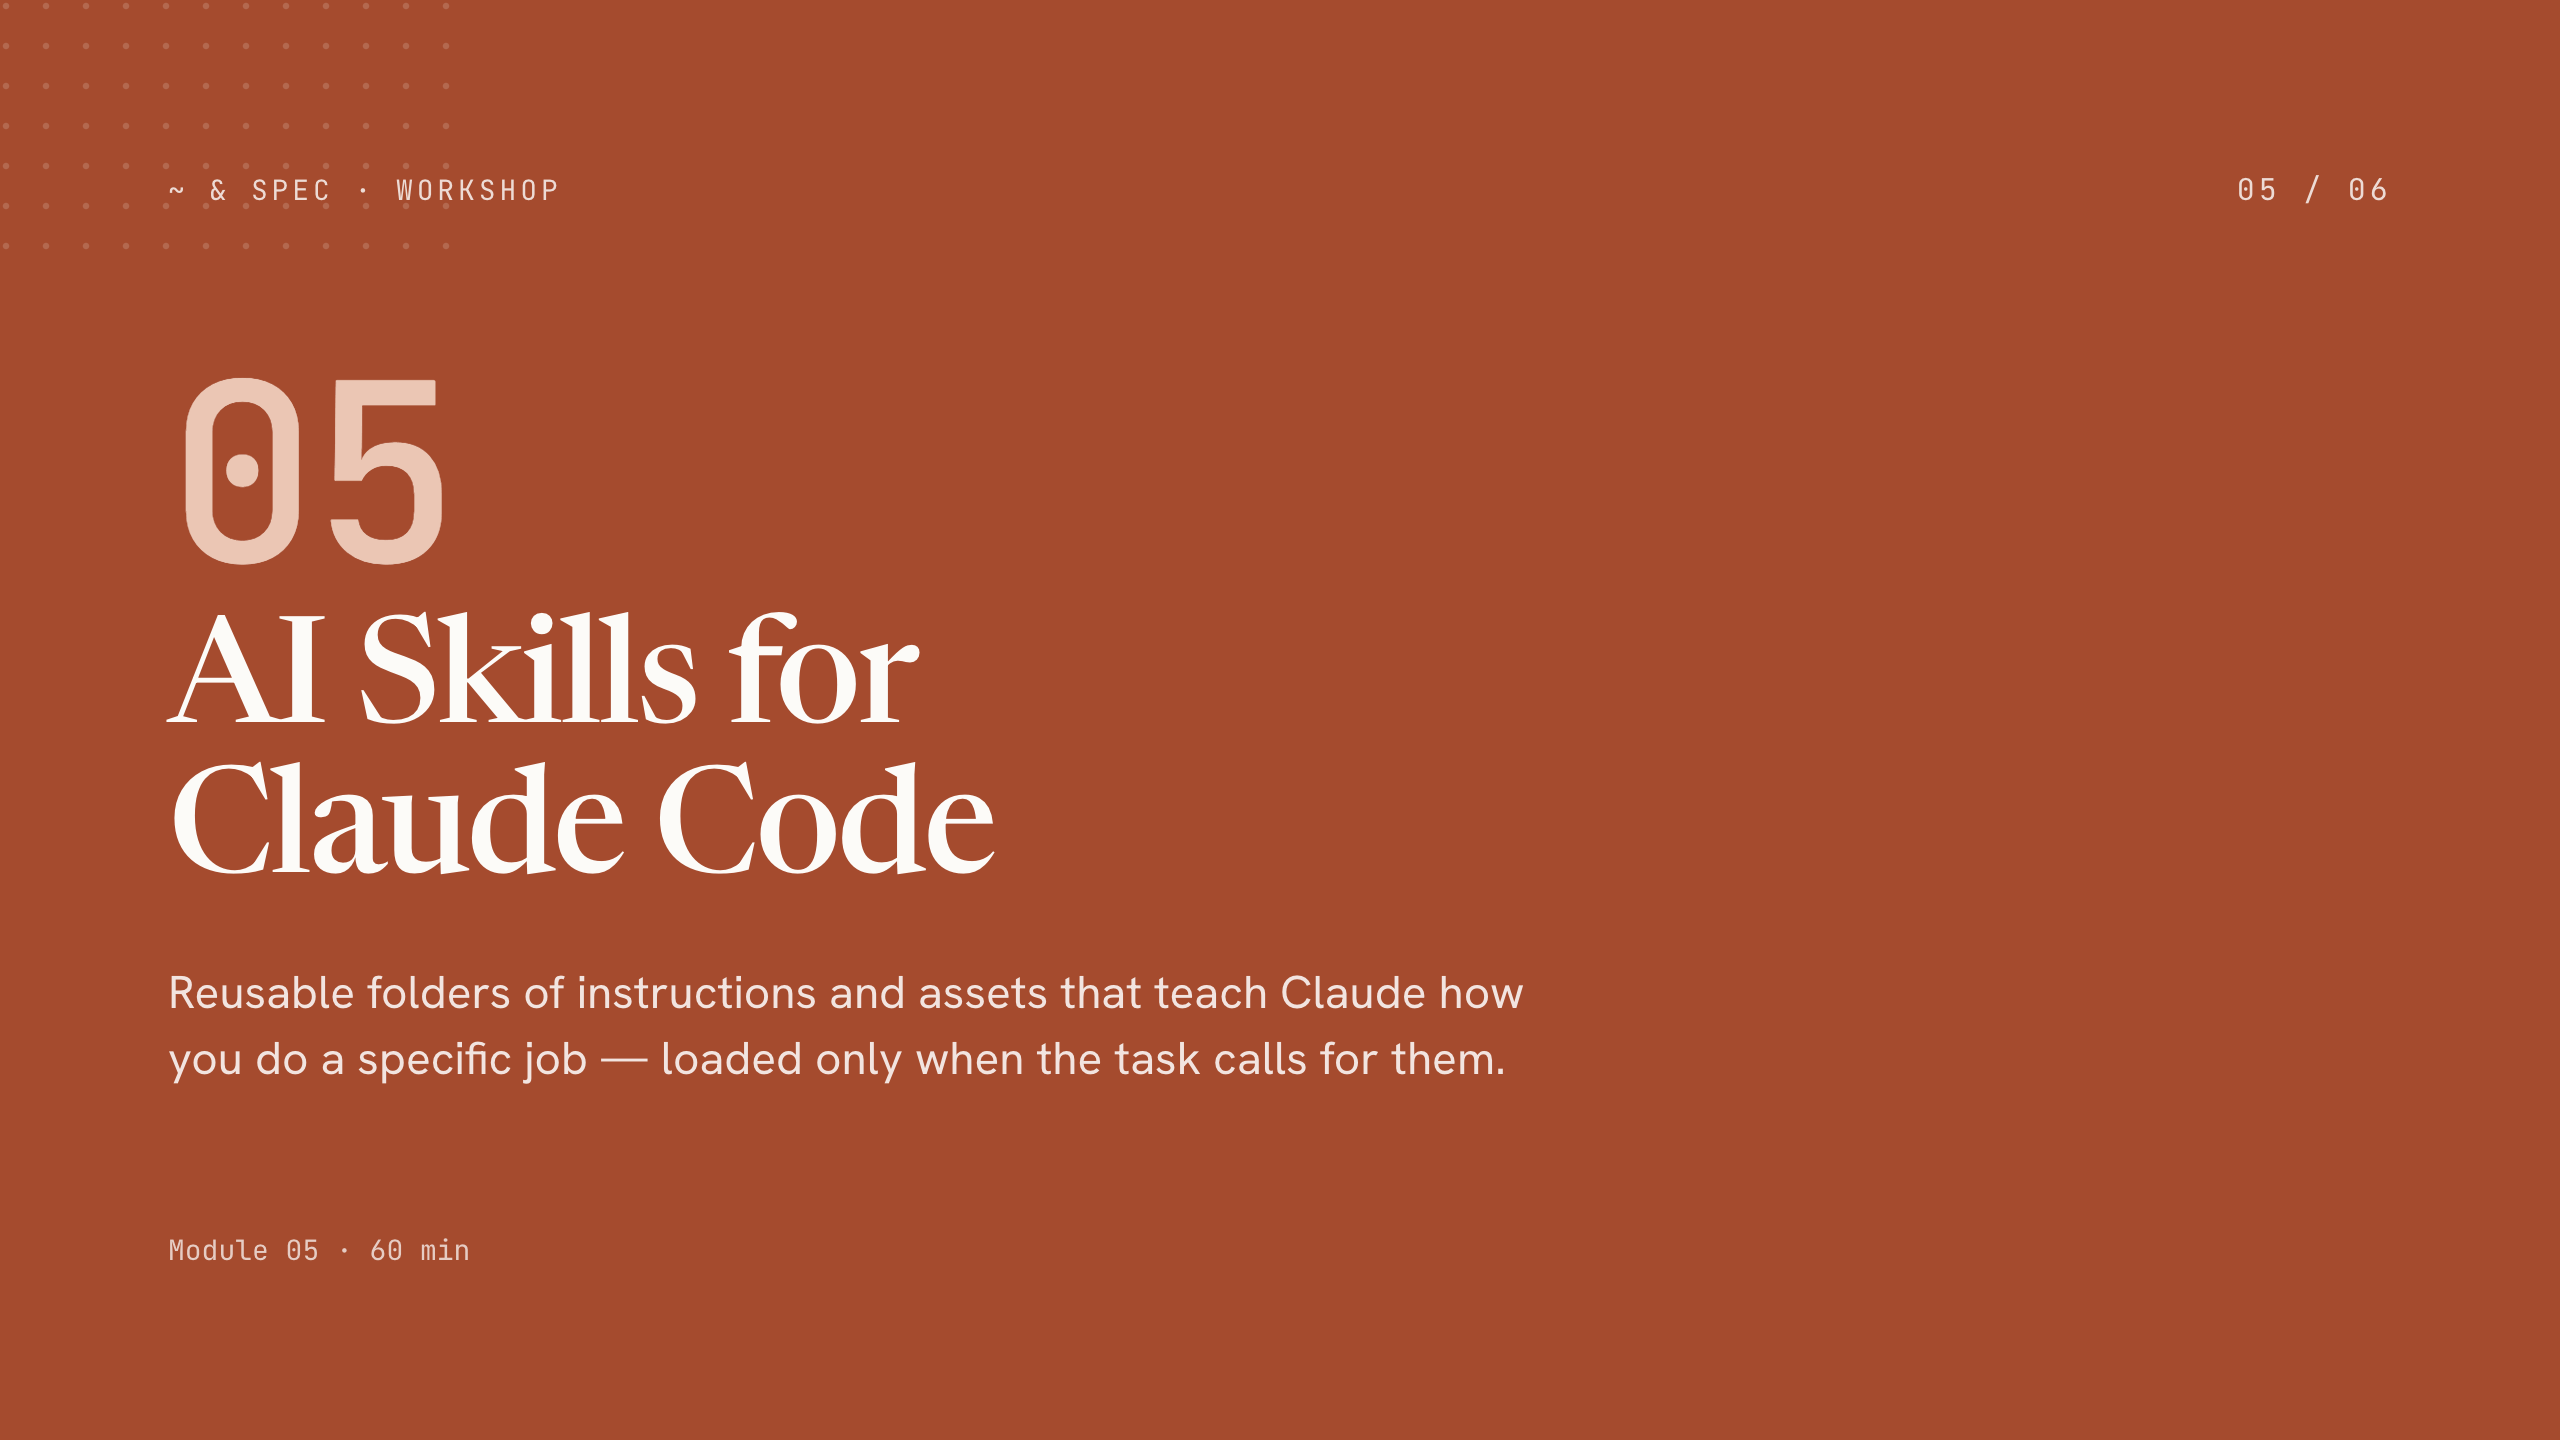 ~ & SPEC · WORKSHOP
05 / 06
05
AI Skills for
Claude Code
Reusable folders of instructions and assets that teach Claude how
you do a specific job — loaded only when the task calls for them.
Module 05 · 60 min